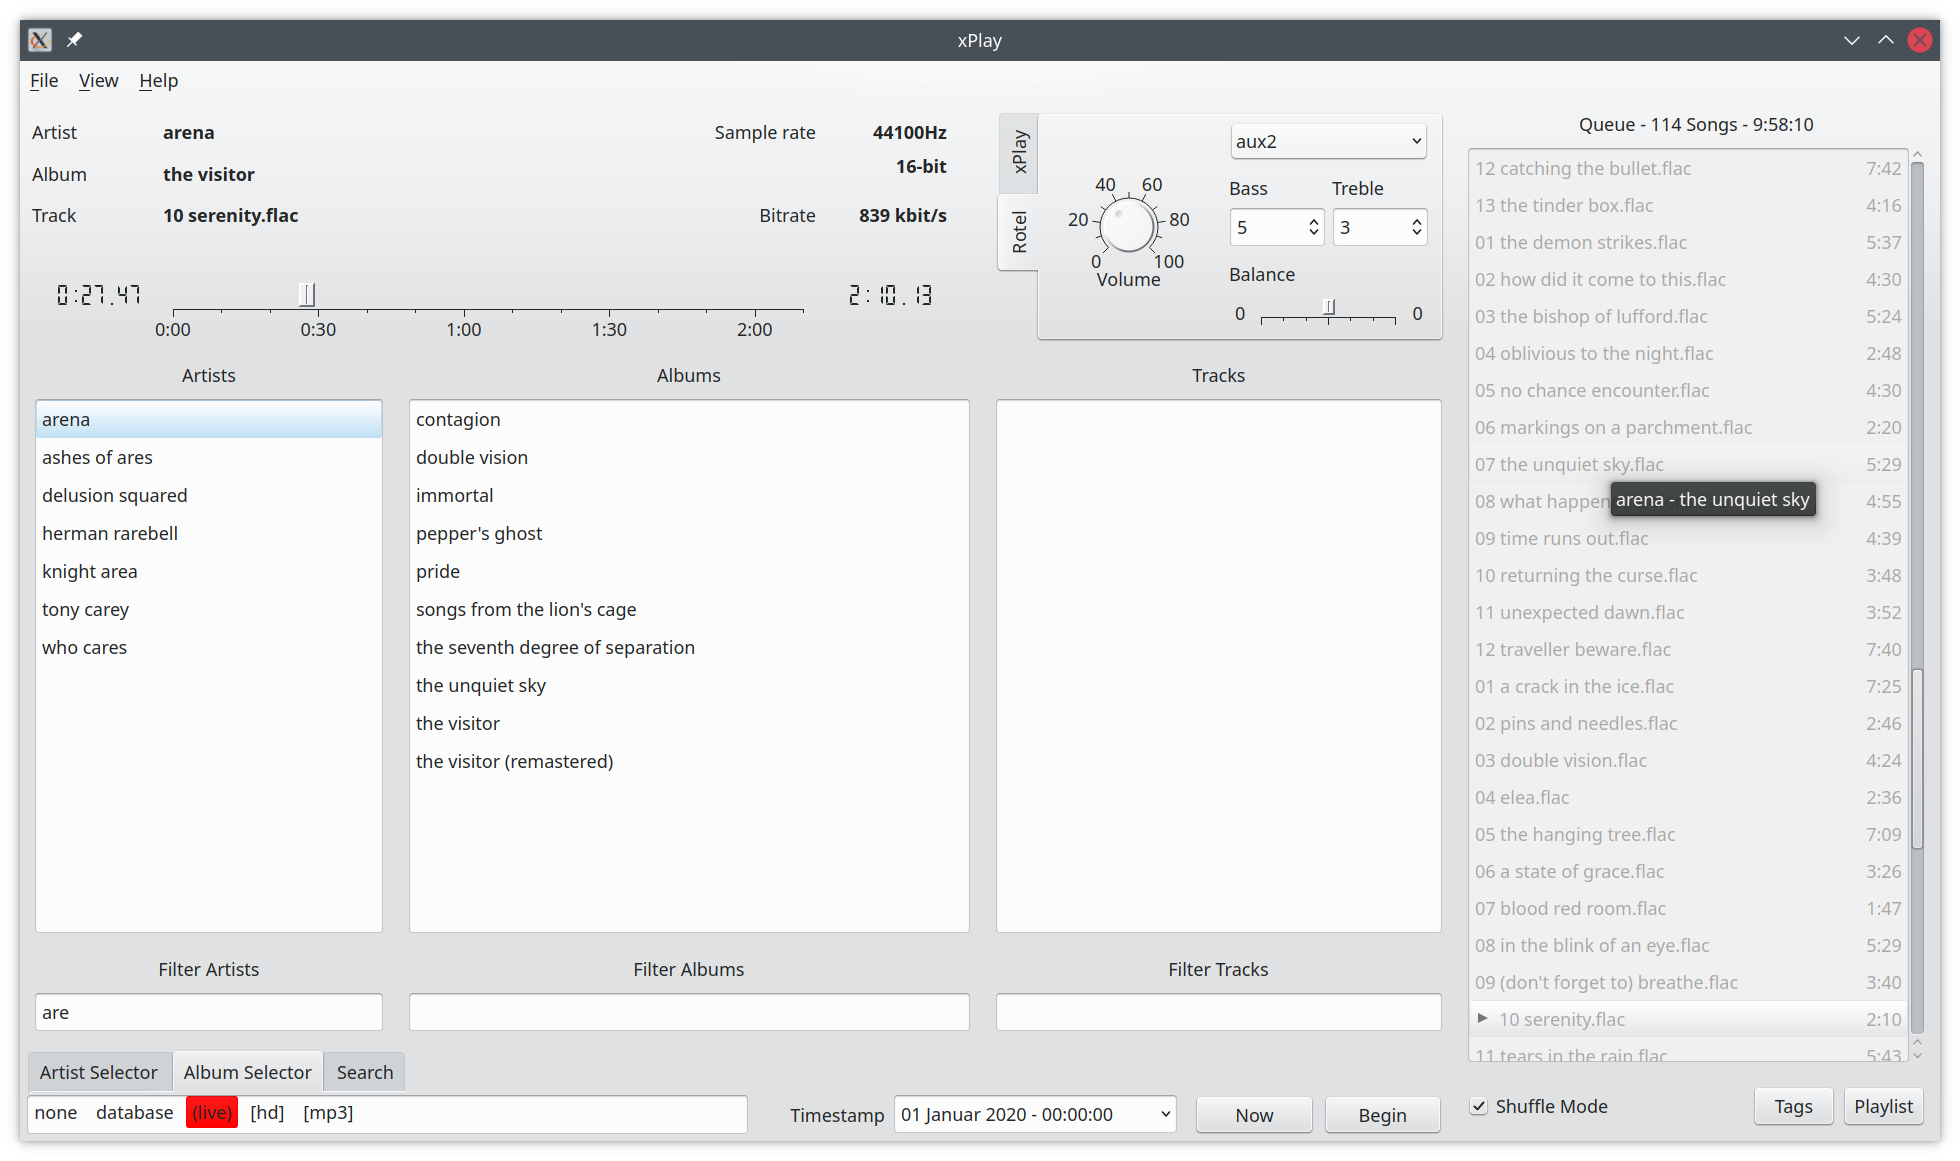 xPlay
File View Help
Artist arena
Album the visitor
Track 10 serenity.flac
Sample rate 44100Hz
16-bit
Bitrate 839 kbit/s
0:27.47
2:10.13
0:00 0:30 1:00 1:30 2:00
xPlay
Rotel
aux2
40 60
20 80
0 100
Volume
Bass Treble
5 3
Balance
0 0
Artists
arena
ashes of ares
delusion squared
herman rarebell
knight area
tony carey
who cares
Albums
contagion
double vision
immortal
pepper's ghost
pride
songs from the lion's cage
the seventh degree of separation
the unquiet sky
the visitor
the visitor (remastered)
Tracks
Filter Artists
are
Filter Albums
Filter Tracks
Artist Selector Album Selector Search
none database (live) [hd] [mp3]
Timestamp 01 Januar 2020 - 00:00:00 Now Begin
Queue - 114 Songs - 9:58:10
12 catching the bullet.flac 7:42
13 the tinder box.flac 4:16
01 the demon strikes.flac 5:37
02 how did it come to this.flac 4:30
03 the bishop of lufford.flac 5:24
04 oblivious to the night.flac 2:48
05 no chance encounter.flac 4:30
06 markings on a parchment.flac 2:20
07 the unquiet sky.flac 5:29
08 what happen 4:55
arena - the unquiet sky
09 time runs out.flac 4:39
10 returning the curse.flac 3:48
11 unexpected dawn.flac 3:52
12 traveller beware.flac 7:40
01 a crack in the ice.flac 7:25
02 pins and needles.flac 2:46
03 double vision.flac 4:24
04 elea.flac 2:36
05 the hanging tree.flac 7:09
06 a state of grace.flac 3:26
07 blood red room.flac 1:47
08 in the blink of an eye.flac 5:29
09 (don't forget to) breathe.flac 3:40
10 serenity.flac 2:10
11 tears in the rain.flac 5:43
Shuffle Mode Tags Playlist